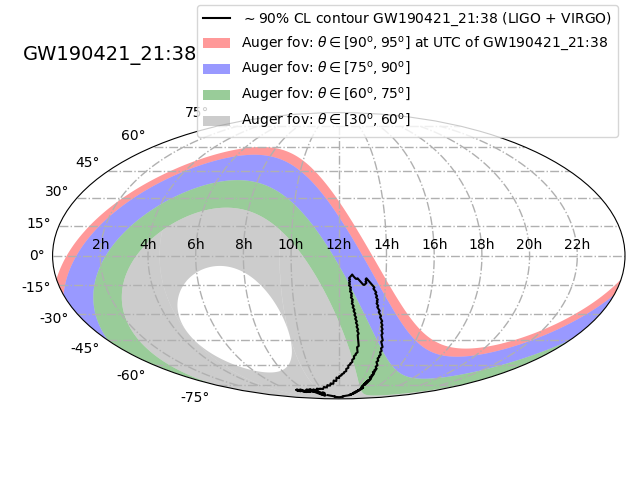 ~90% CL contour GW190421_21:38 (LIGO + VIRGO)
Auger fov: θ∈[90°, 95°] at UTC of GW190421_21:38
GW190421_21:38
Auger fov: θ∈[75°, 90°]
Auger fov: θ∈[60°, 75°]
75°
Auger fov: θ∈[30°, 60°]
60°
45°
30°
15°
2h 4h 6h 8h 10h 12h 14h 16h 18h 20h 22h
0°
-15°
-30°
-45°
-60°
-75°